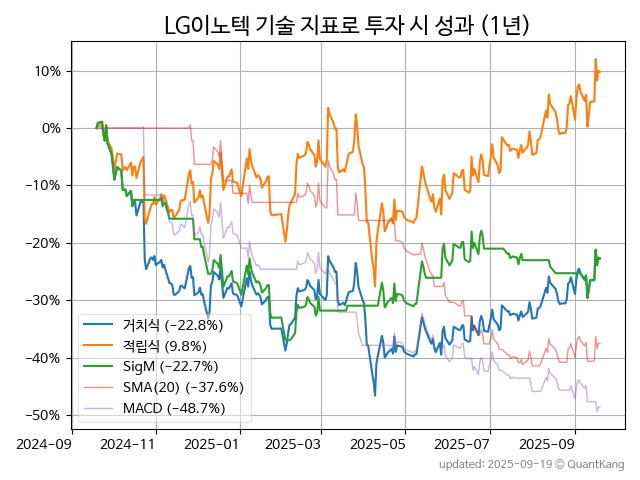 LG이노텍 기술 지표로 투자 시 성과 (1년)
10%
0%
−10%
−20%
−30%
−40%
−50%
거치식 (−22.8%)
적립식 (9.8%)
SigM (−22.7%)
SMA(20) (−37.6%)
MACD (−48.7%)
2024-09 2024-11 2025-01 2025-03 2025-05 2025-07 2025-09
updated: 2025-09-19 © QuantKang